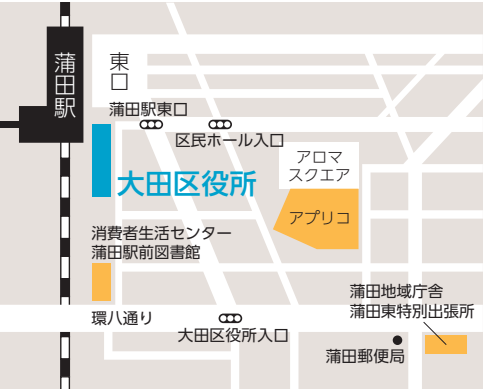 蒲田駅
東口
蒲田駅東口
区民ホール入口
アロマ
スクエア
大田区役所
アプリコ
消費者生活センター
蒲田駅前図書館
蒲田地域庁舎
蒲田東特別出張所
環八通り
大田区役所入口
蒲田郵便局